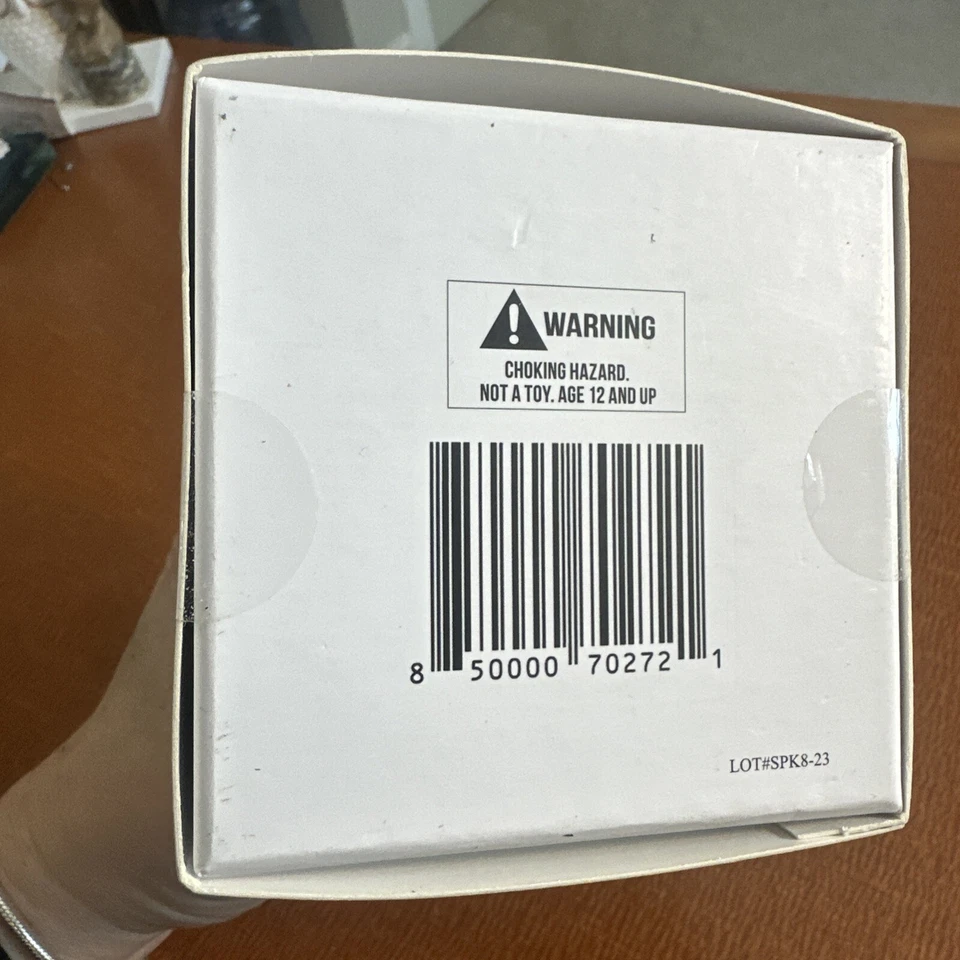 WARNING
CHOKING HAZARD.
NOT A TOY. AGE 12 AND UP
8 50000 70272 1
LOT#SPK8-23